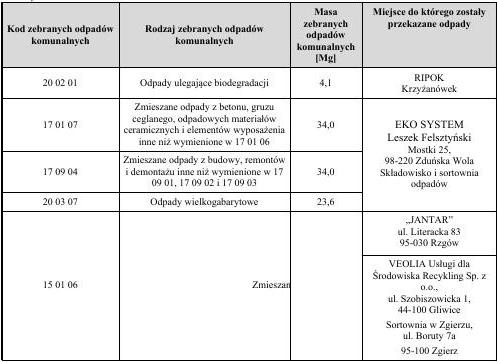 Kod zebranych odpadów
komunalnych
Rodzaj zebranych odpadów
komunalnych
Masa
zebranych
odpadów
komunalnych
[Mg]
Miejsce do którego zostały
przekazane odpady
20 02 01
Odpady ulegające biodegradacji
4,1
RIPOK
Krzyżanówek
17 01 07
Zmieszane odpady z betonu, gruzu
ceglanego, odpadowych materiałów
ceramicznych i elementów wyposażenia
inne niż wymienione w 17 01 06
34,0
EKO SYSTEM
Leszek Felsztyński
Mostki 25,
98-220 Zduńska Wola
Składowisko i sortownia
odpadów
17 09 04
Zmieszane odpady z budowy, remontów
i demontażu inne niż wymienione w 17
09 01, 17 09 02 i 17 09 03
34,0
20 03 07
Odpady wielkogabarytowe
23,6
15 01 06
Zmieszan
„JANTAR”
ul. Literacka 83
95-030 Rzgów
VEOLIA Usługi dla
Środowiska Recykling Sp. z
o.o.,
ul. Szobiszowicka 1,
44-100 Gliwice
Sortownia w Zgierzu,
ul. Boruty 7a
95-100 Zgierz